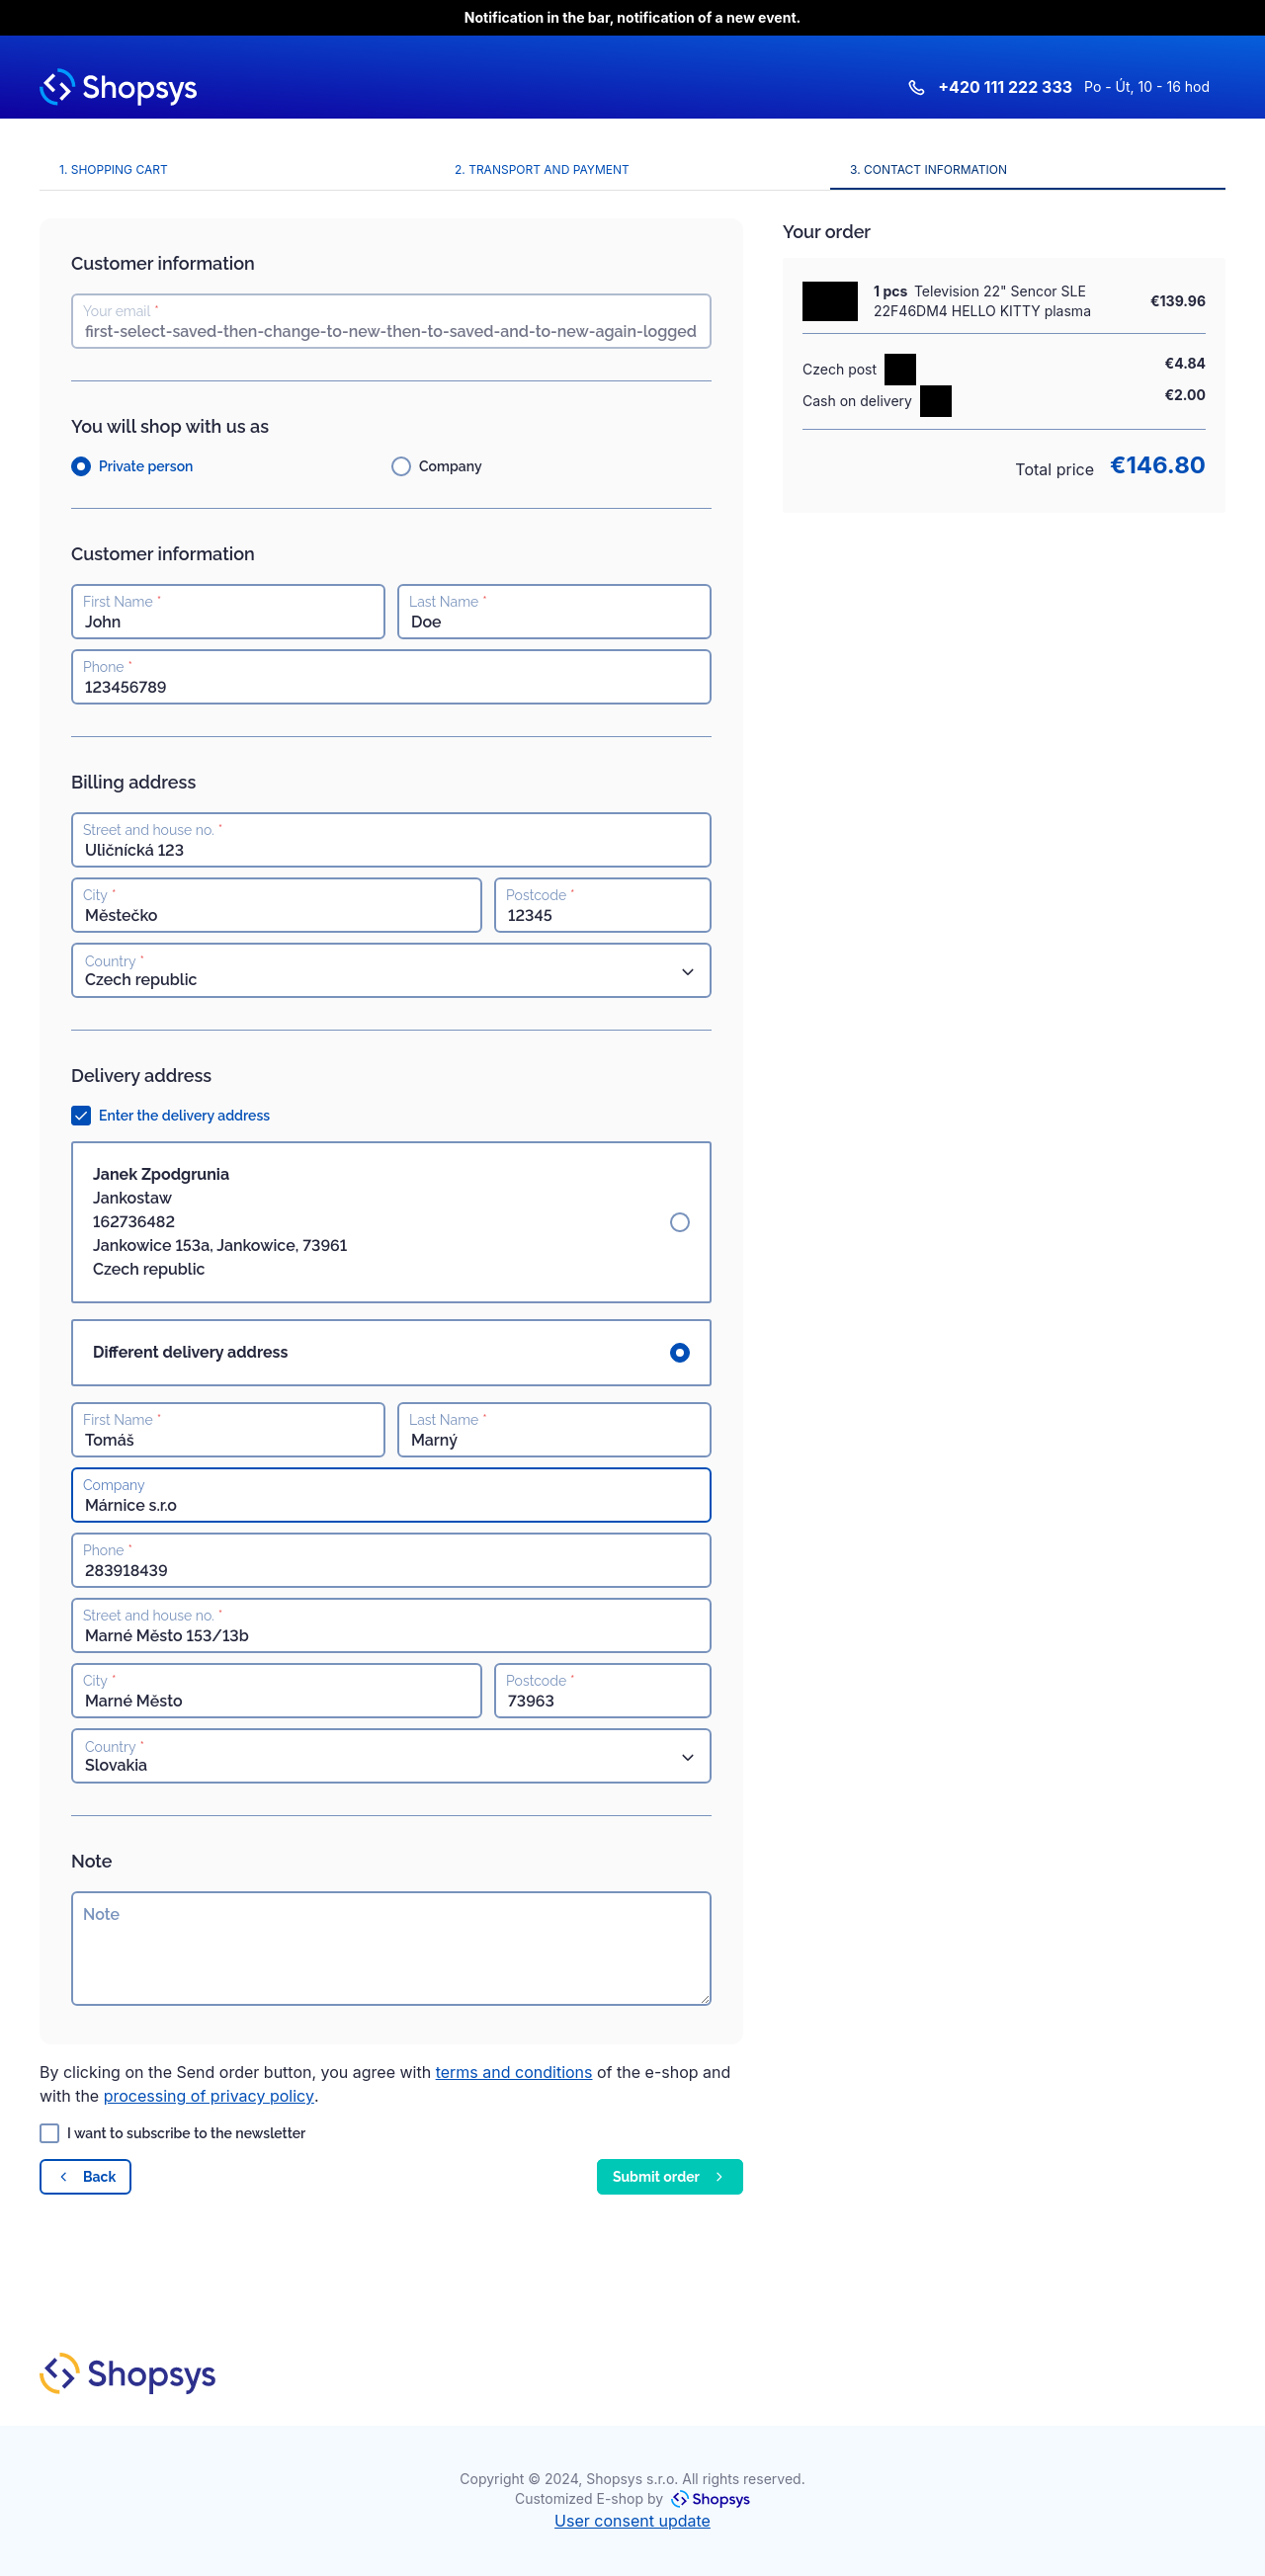 Notification in the bar, notification of a new event.
Shopsys
+420 111 222 333 Po - Út, 10 - 16 hod
1. SHOPPING CART
2. TRANSPORT AND PAYMENT
3. CONTACT INFORMATION
Customer information
Your email *
first-select-saved-then-change-to-new-then-to-saved-and-to-new-again-logged
You will shop with us as
Private person
Company
Customer information
First Name *
John
Last Name *
Doe
Phone *
123456789
Billing address
Street and house no. *
Uličnícká 123
City *
Městečko
Postcode *
12345
Country *
Czech republic
Delivery address
Enter the delivery address
Janek Zpodgrunia
Jankostaw
162736482
Jankowice 153a, Jankowice, 73961
Czech republic
Different delivery address
First Name *
Tomáš
Last Name *
Marný
Company
Márnice s.r.o
Phone *
283918439
Street and house no. *
Marné Město 153/13b
City *
Marné Město
Postcode *
73963
Country *
Slovakia
Note
Note
By clicking on the Send order button, you agree with terms and conditions of the e-shop and
with the processing of privacy policy.
I want to subscribe to the newsletter
Back
Submit order
Your order
1 pcs Television 22" Sencor SLE
22F46DM4 HELLO KITTY plasma
€139.96
Czech post
€4.84
Cash on delivery
€2.00
Total price €146.80
Shopsys
Copyright © 2024, Shopsys s.r.o. All rights reserved.
Customized E-shop by Shopsys
User consent update